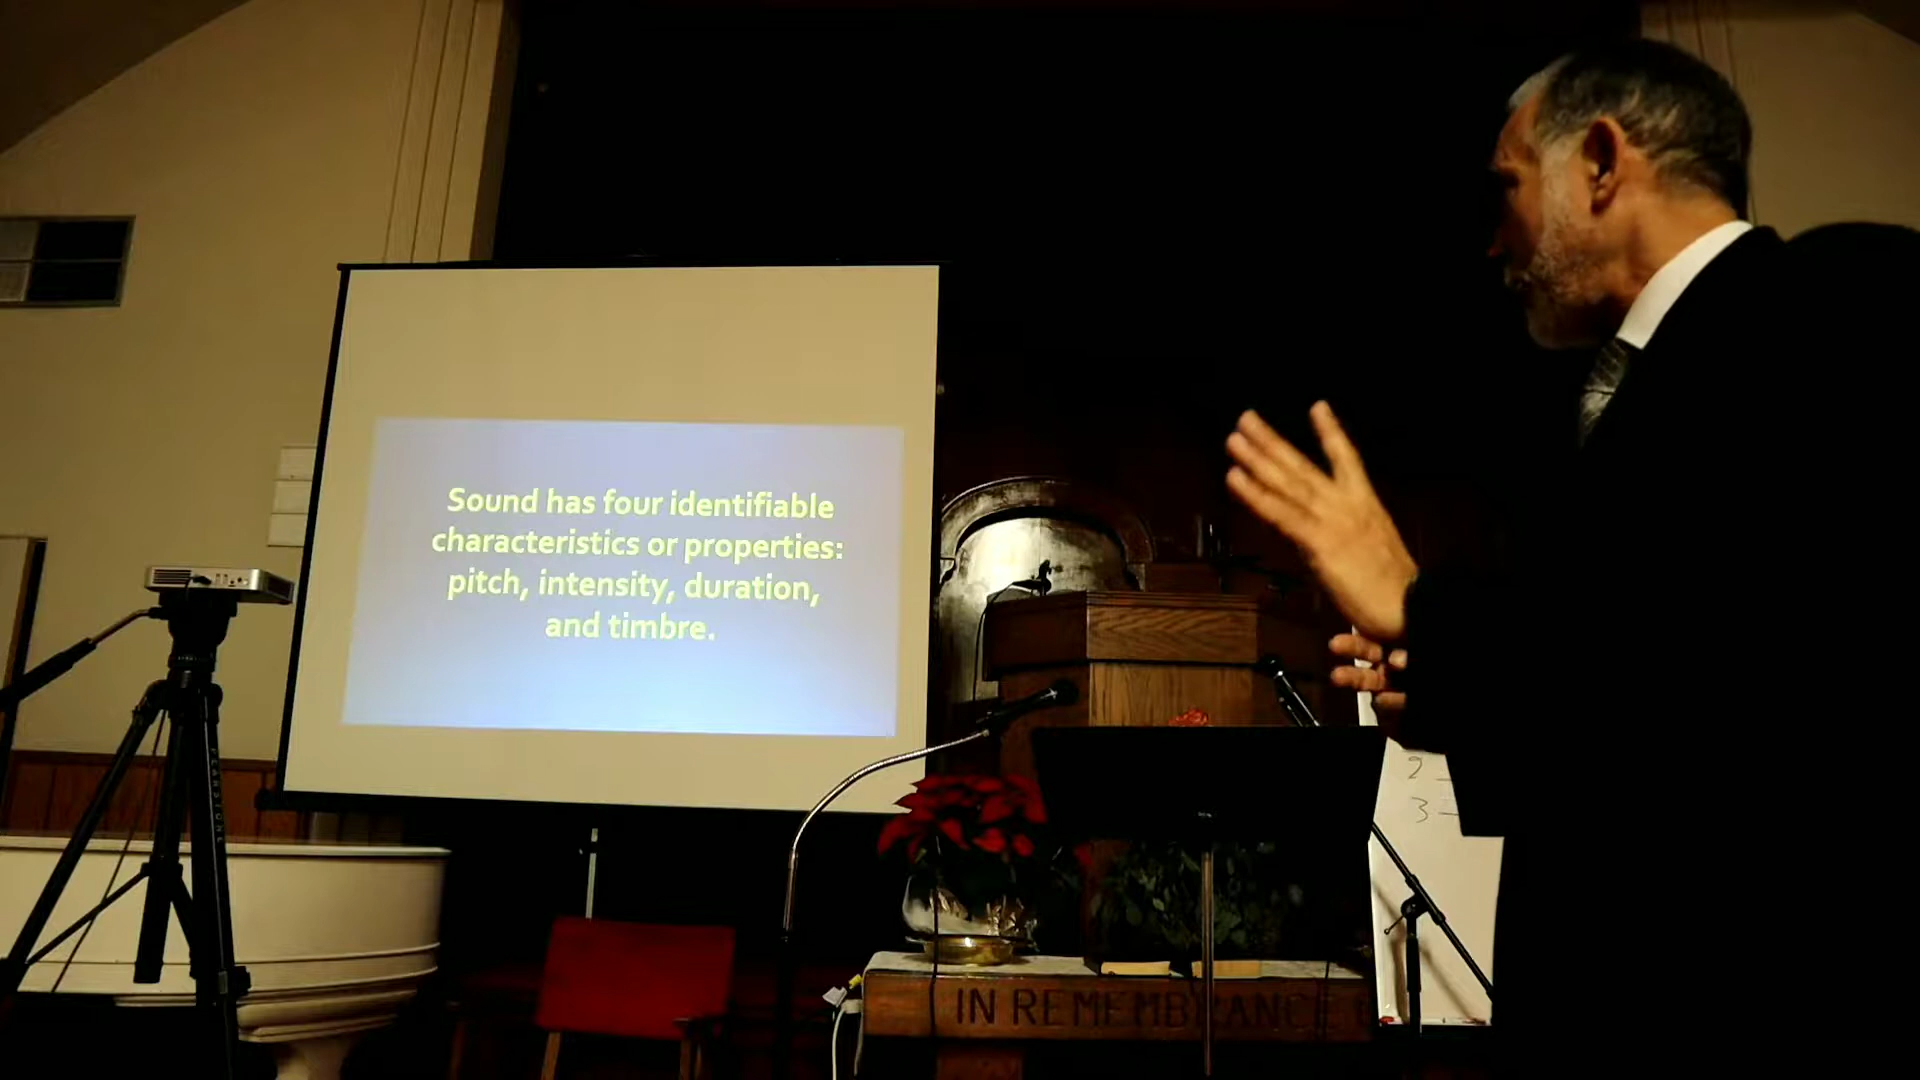 Sound has four identifiable
characteristics or properties:
pitch, intensity, duration,
and timbre.
2 -
3 -
IN REMEMBRANCE